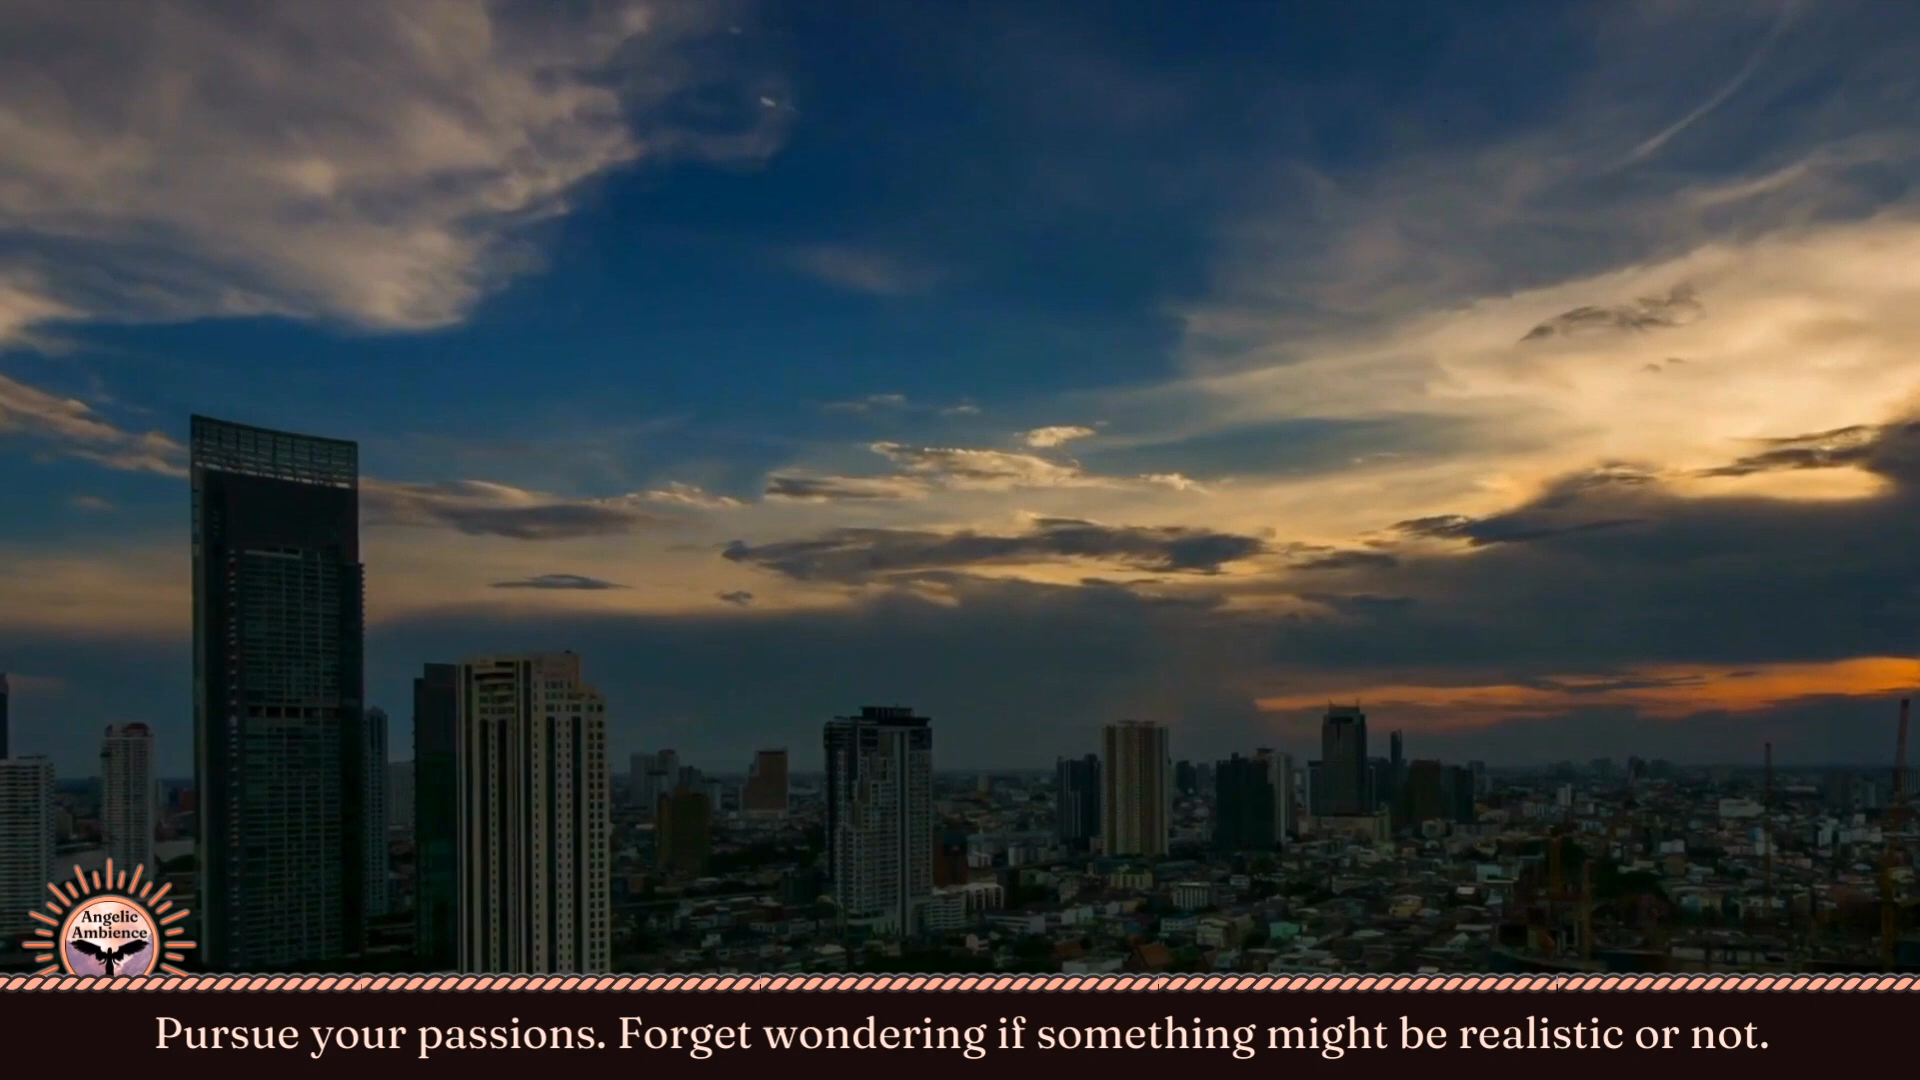 Angelic
Ambience
Pursue your passions. Forget wondering if something might be realistic or not.